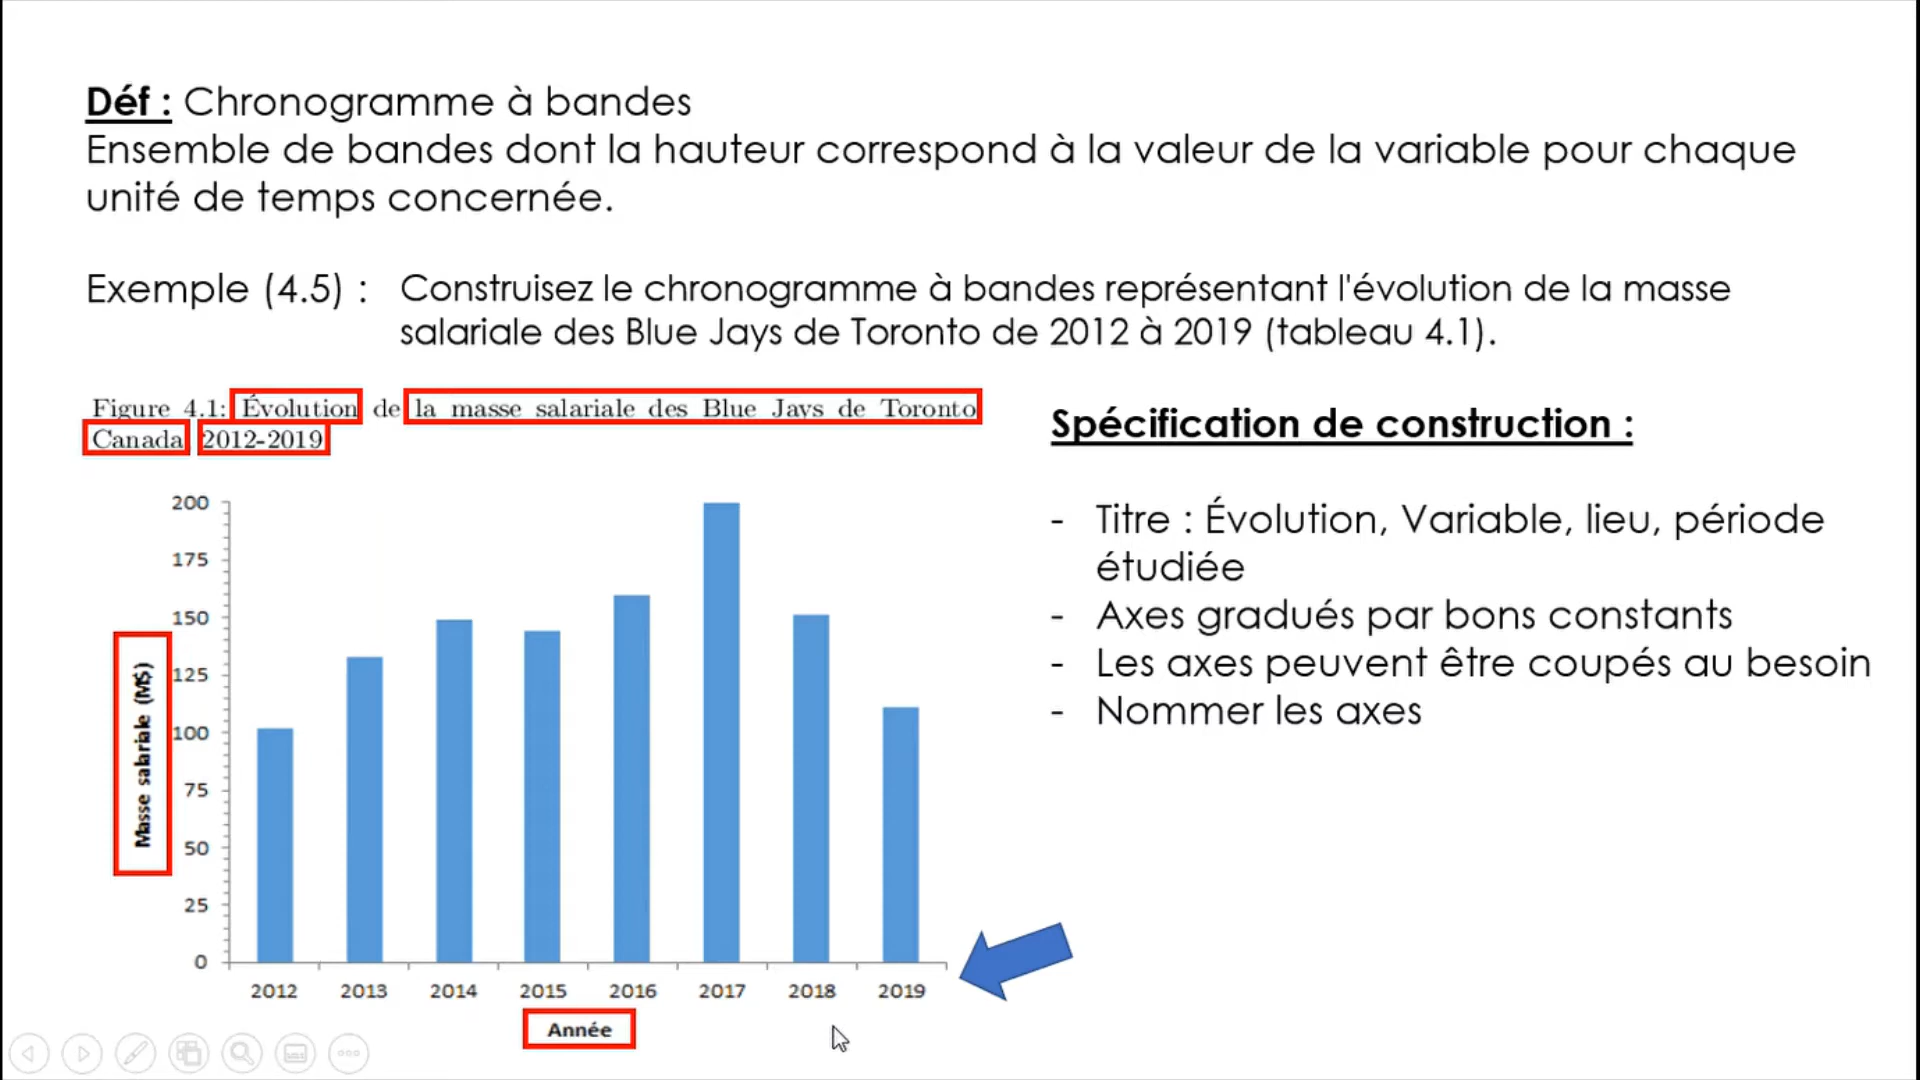 Déf : Chronogramme à bandes
Ensemble de bandes dont la hauteur correspond à la valeur de la variable pour chaque
unité de temps concernée.
Exemple (4.5) : Construisez le chronogramme à bandes représentant l'évolution de la masse
salariale des Blue Jays de Toronto de 2012 à 2019 (tableau 4.1).
Figure 4.1: Évolution de la masse salariale des Blue Jays de Toronto
Canada 2012-2019
Spécification de construction :
- Titre : Évolution, Variable, lieu, période
étudiée
- Axes gradués par bons constants
- Les axes peuvent être coupés au besoin
- Nommer les axes
Masse salariale (M$)
200
175
150
125
100
75
50
25
0
2012 2013 2014 2015 2016 2017 2018 2019
Année